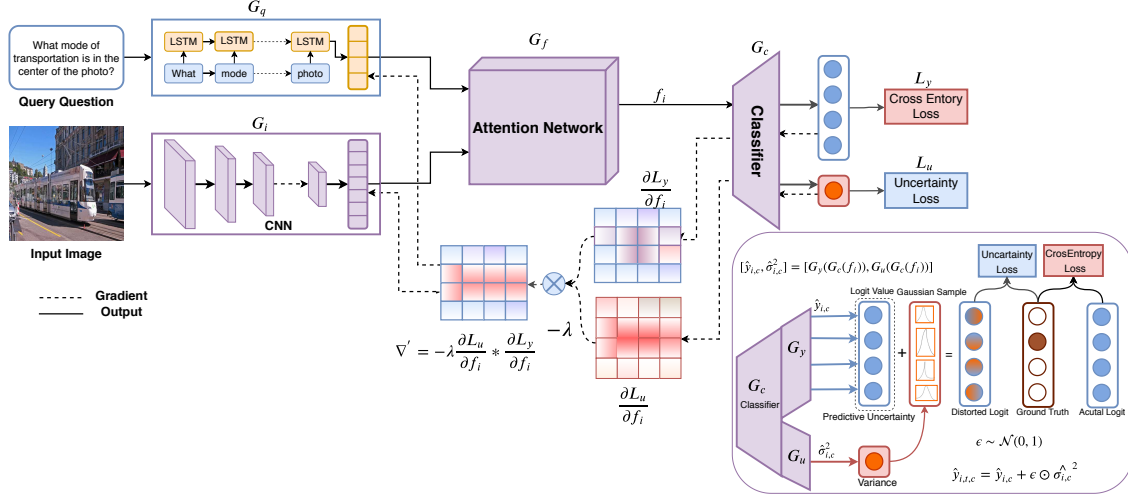 G_q
What mode of
transportation is in the
center of the photo?
Query Question
LSTM LSTM LSTM
What mode photo
G_f
Attention Network
f_i
G_c
Classifier
L_y
Cross Entory
Loss
L_u
Uncertainty
Loss
G_i
CNN
Input Image
Gradient
Output
∂L_y/∂f_i
-λ
∇' = -λ ∂L_u/∂f_i * ∂L_y/∂f_i
∂L_u/∂f_i
[ŷ_{i,c}, σ̂²_{i,c}] = [G_y(G_c(f_i)), G_u(G_c(f_i))]
Uncartainty
Loss
CrosEntropy
Loss
Logit Value
Gaussian Sample
ŷ_{i,c}
G_y
G_c
Classifier
+
=
Predictive Uncertainty
Distorted Logit
Ground Truth
Acutal Logit
G_u
σ̂²_{i,c}
Variance
ϵ ~ N(0, 1)
ŷ_{i,t,c} = ŷ_{i,c} + ϵ ⊙ σ̂_{i,c}²